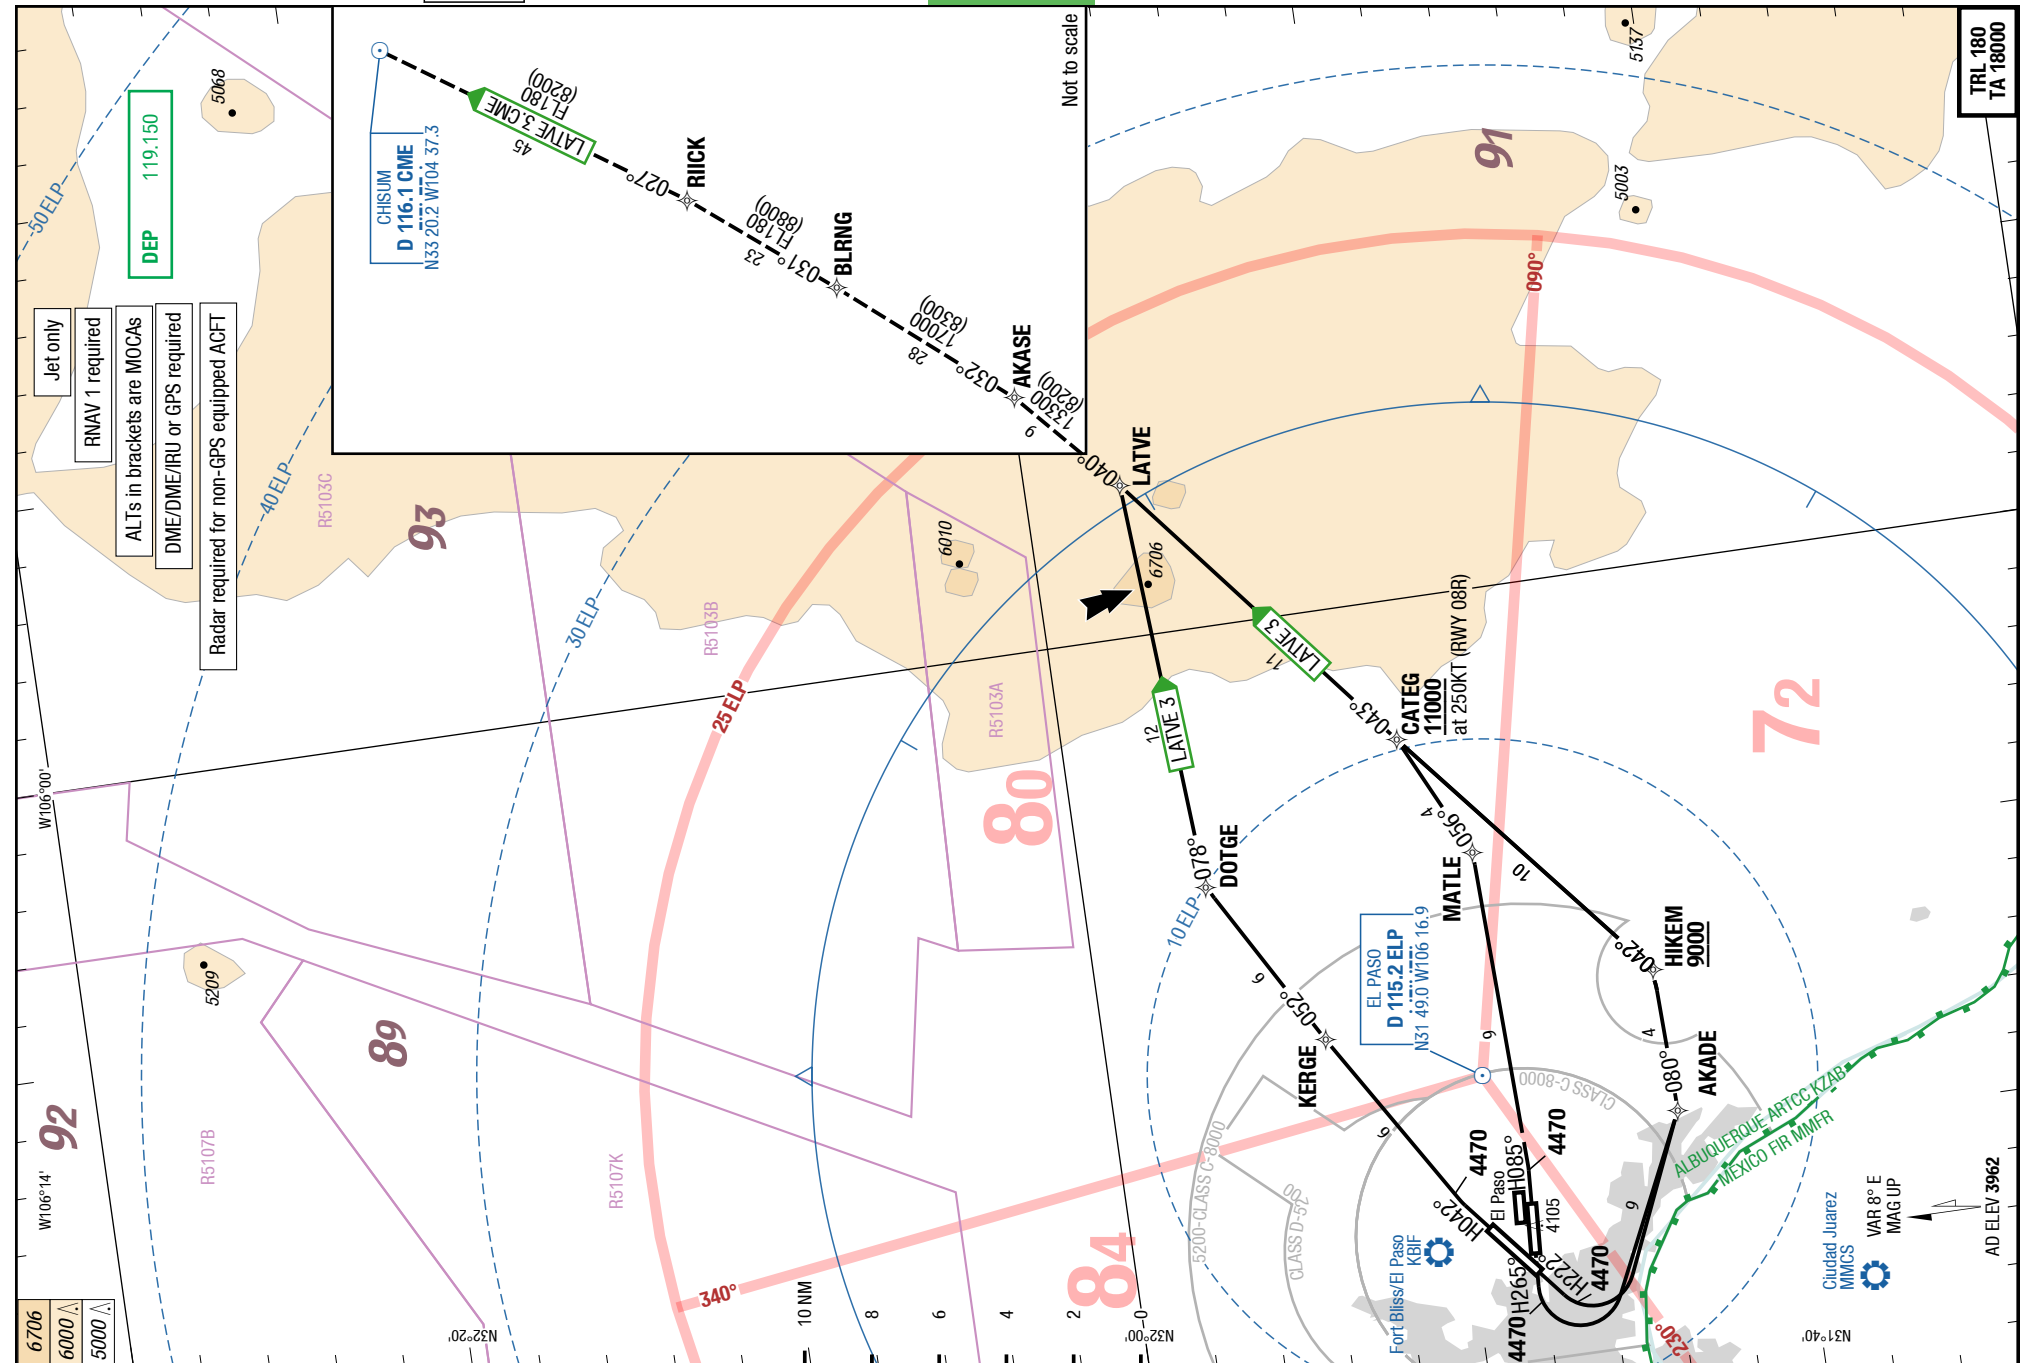 50 ELP
5068
DEP 119.150
Jet only
RNAV 1 required
ALTs in brackets are MOCAs
DME/DME/IRU or GPS required
Radar required for non-GPS equipped ACFT
CHISUM
D 116.1 CME
N33 20.2 W104 37.3
LATVE 3.CME
45
FL180
(8200)
027°
RIICK
FL180
(8800)
23
031°
BLRNG
17000
(8300)
28
032°
AKASE
13300
(8200)
9
040°
LATVE
Not to scale
5137
TRL 180
TA 18000
91
5003
090°
R5103C
40 ELP
93
6010
6706
30 ELP
R5103B
25 ELP
R5103A
LATVE 3
11
LATVE 3
12
043°
CATEG
11000
at 250KT (RWY 08R)
72
W106°00'
80
078°
DOTGE
10 ELP
056°
4
MATLE
10
042°
HIKEM
9000
5209
89
6
052°
KERGE
EL PASO
D 115.2 ELP
N31 49.0 W106 16.9
9
4
080°
AKADE
92
W106°14'
R5107B
R5107K
6
CLASS C-8000
5200-CLASS C-8000
CLASS D-5200
4470
4470
H085°
El Paso
H042°
4105
H222°
4470
H265°
4470
9
ALBUQUERQUE ARTCC KZAB
MEXICO FIR MMFR
84
340°
230°
Fort Bliss/El Paso
KBIF
Ciudad Juarez
MMCS
VAR 8° E
MAG UP
AD ELEV 3962
6706
6000
5000
N32°20'
10 NM
8
6
4
2
0
N32°00'
N31°40'